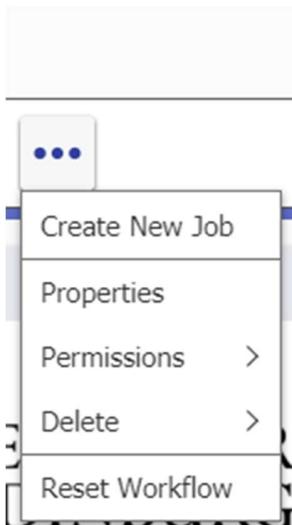 Create New Job
Properties
Permissions
Delete
Reset Workflow